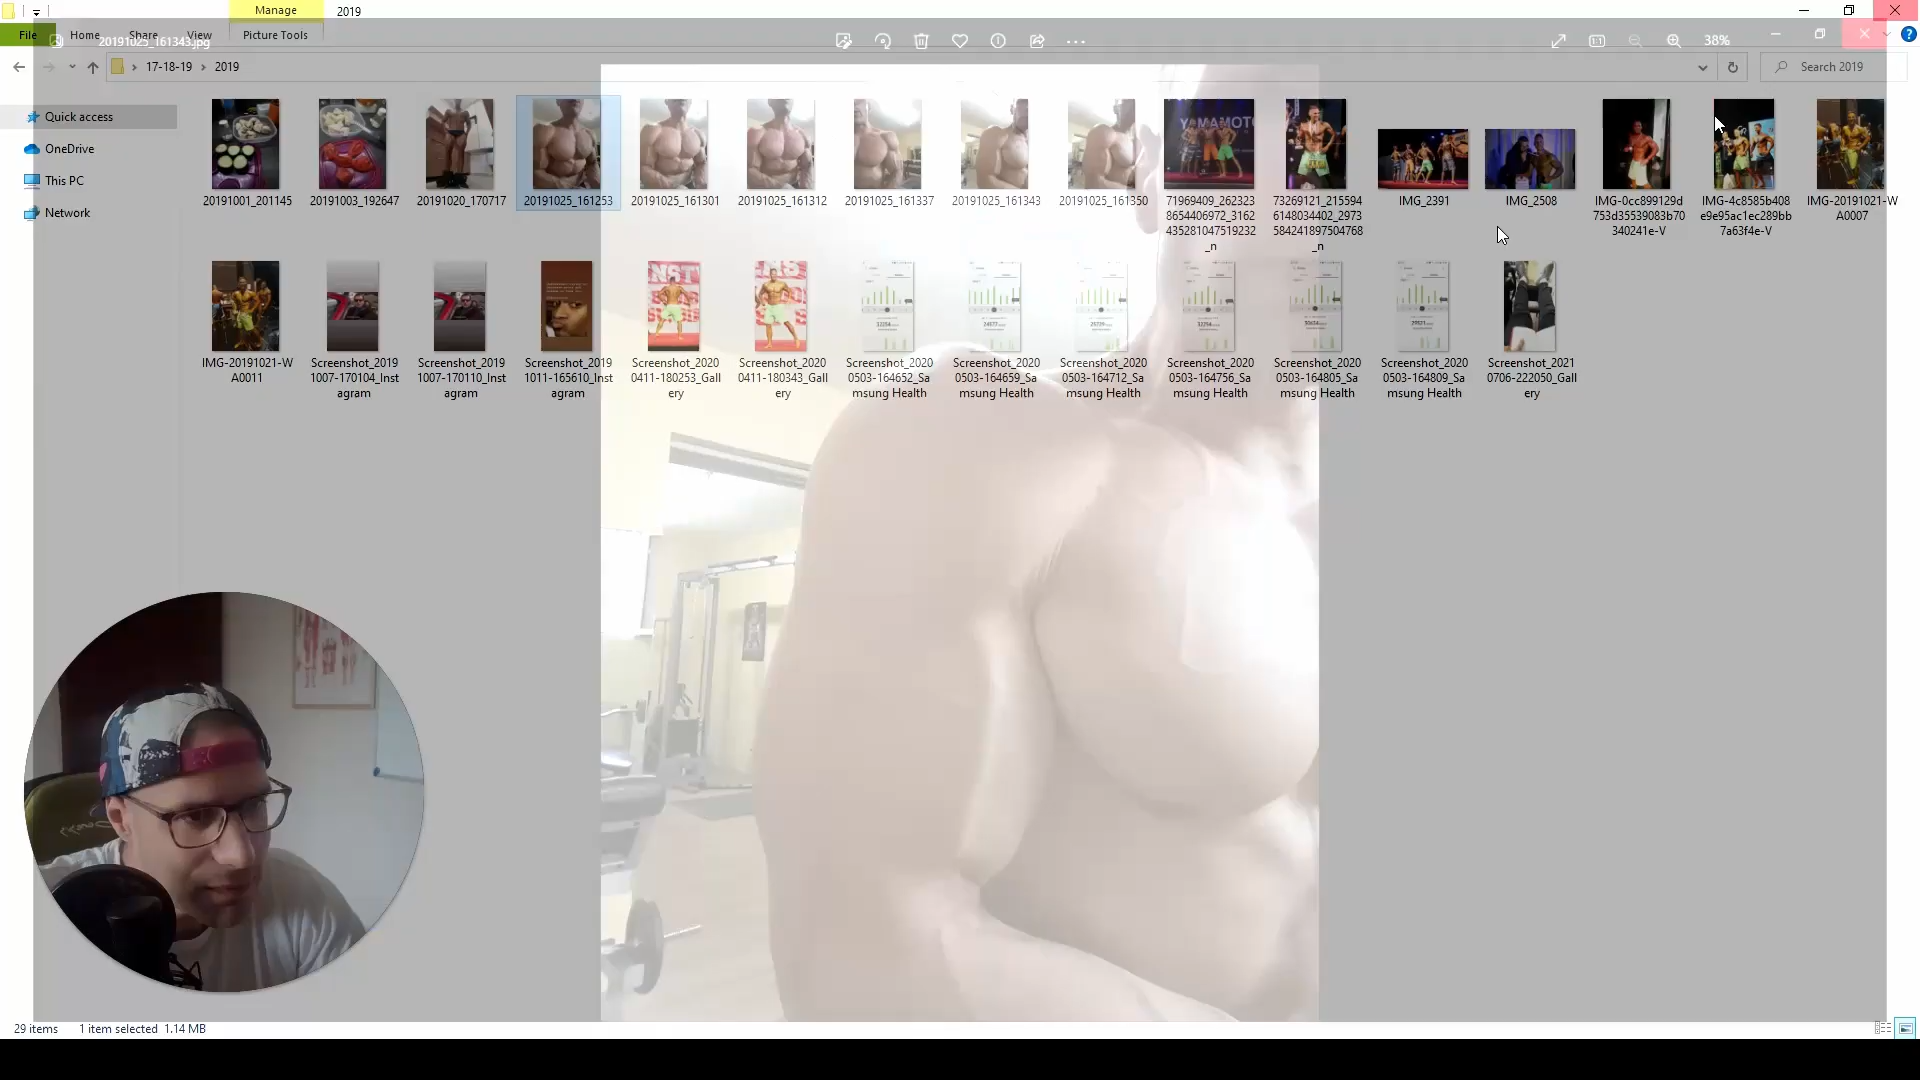 Manage
2019
File
Home
Share
View
Picture Tools
20191025_161343.jpg
38%
17-18-19
2019
Search 2019
Quick access
OneDrive
This PC
Network
20191001_201145
20191003_192647
20191020_170717
20191025_161253
20191025_161301
20191025_161312
20191025_161337
20191025_161343
20191025_161350
71969409_262323
8654406972_3162
435281047519232
_n
73269121_215594
6148034402_2973
584241897504768
_n
IMG_2391
IMG_2508
IMG-0cc899129d
753d35539083b70
340241e-V
IMG-4c8585b408
e9e95ac1ec289bb
7a63f4e-V
IMG-20191021-W
A0007
IMG-20191021-W
A0011
Screenshot_2019
1007-170104_Inst
agram
Screenshot_2019
1007-170110_Inst
agram
Screenshot_2019
1011-165610_Inst
agram
Screenshot_2020
0411-180253_Gall
ery
Screenshot_2020
0411-180343_Gall
ery
Screenshot_2020
0503-164652_Sa
msung Health
Screenshot_2020
0503-164659_Sa
msung Health
Screenshot_2020
0503-164712_Sa
msung Health
Screenshot_2020
0503-164756_Sa
msung Health
Screenshot_2020
0503-164805_Sa
msung Health
Screenshot_2020
0503-164809_Sa
msung Health
Screenshot_2021
0706-222050_Gall
ery
29 items
1 item selected 1.14 MB